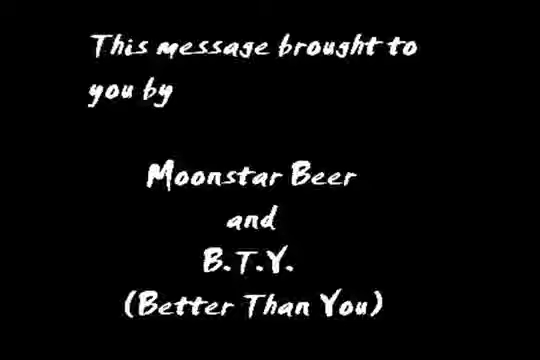 This message brought to
you by
Moonstar Beer
and
B.T.Y.
(Better Than You)